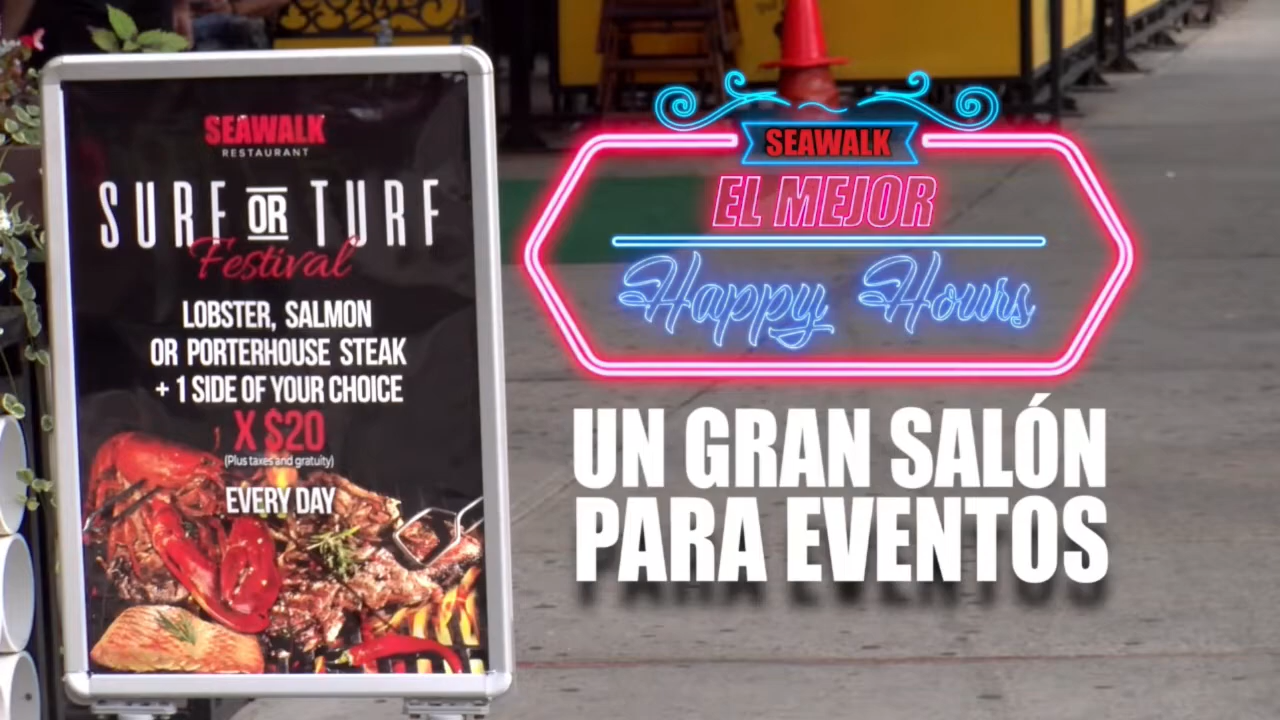 SEAWALK
RESTAURANT
SURF OR TURF
Festival
LOBSTER, SALMON
OR PORTERHOUSE STEAK
+ 1 SIDE OF YOUR CHOICE
X $20
(Plus taxes and gratuity)
EVERY DAY
SEAWALK
EL MEJOR
Happy Hours
UN GRAN SALÓN
PARA EVENTOS